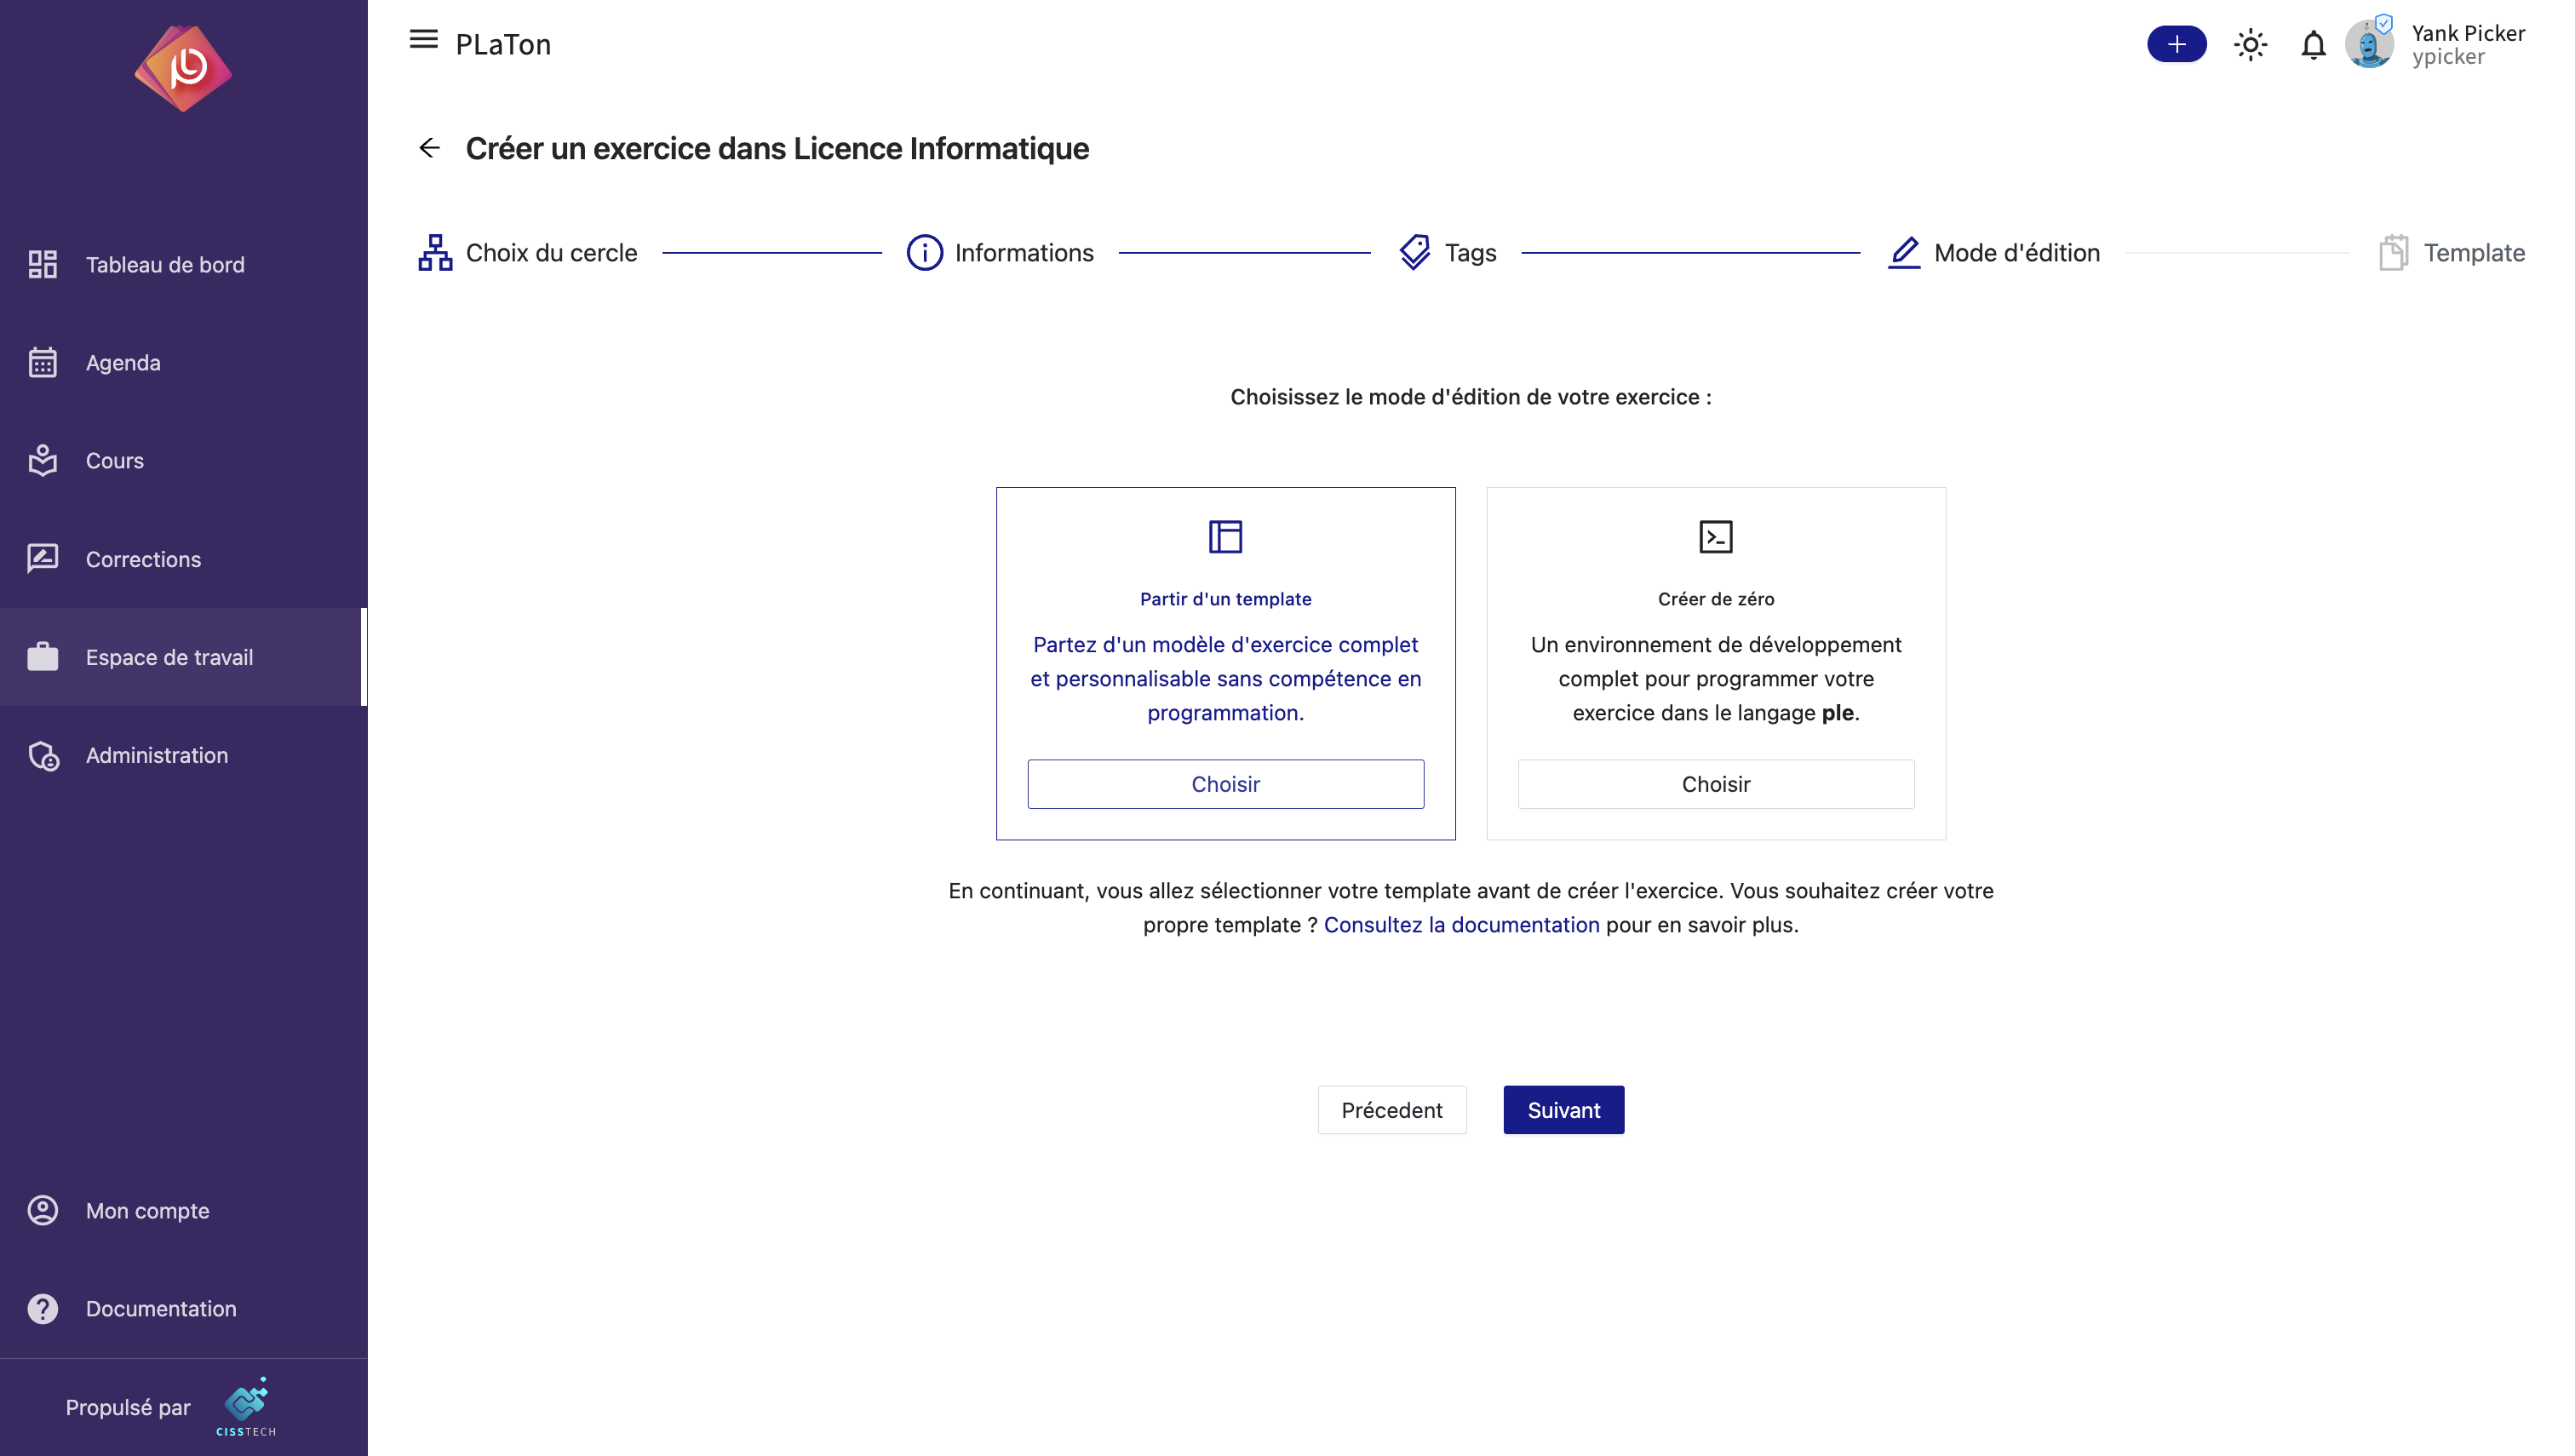 PLaTon
Yank Picker
ypicker
Créer un exercice dans Licence Informatique
Choix du cercle
Informations
Tags
Mode d'édition
Template
Tableau de bord
Agenda
Cours
Corrections
Espace de travail
Administration
Mon compte
Documentation
Propulsé par
CISSTECH
Choisissez le mode d'édition de votre exercice :
Partir d'un template
Partez d'un modèle d'exercice complet
et personnalisable sans compétence en
programmation.
Choisir
Créer de zéro
Un environnement de développement
complet pour programmer votre
exercice dans le langage ple.
Choisir
En continuant, vous allez sélectionner votre template avant de créer l'exercice. Vous souhaitez créer votre
propre template ? Consultez la documentation pour en savoir plus.
Précedent
Suivant